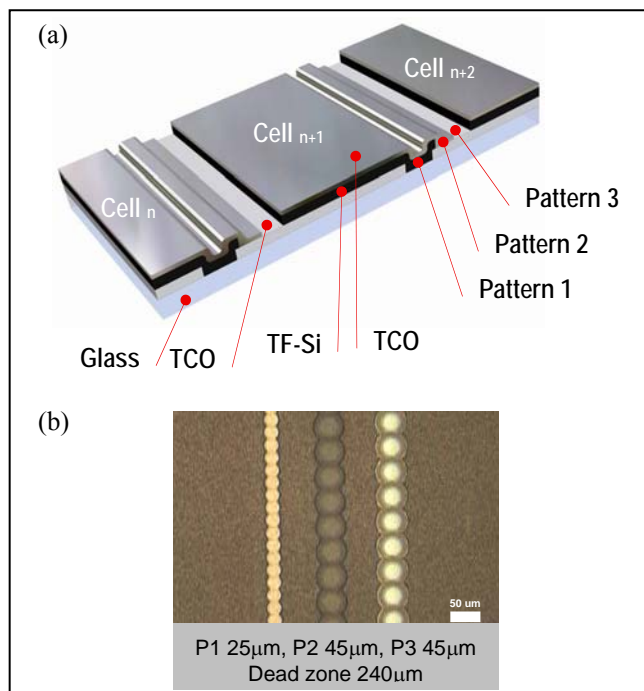 (a)
Cell n+2
Cell n+1
Cell n
Pattern 3
Pattern 2
Pattern 1
TF-Si TCO
Glass TCO
(b)
50 um
P1 25μm, P2 45μm, P3 45μm
Dead zone 240μm